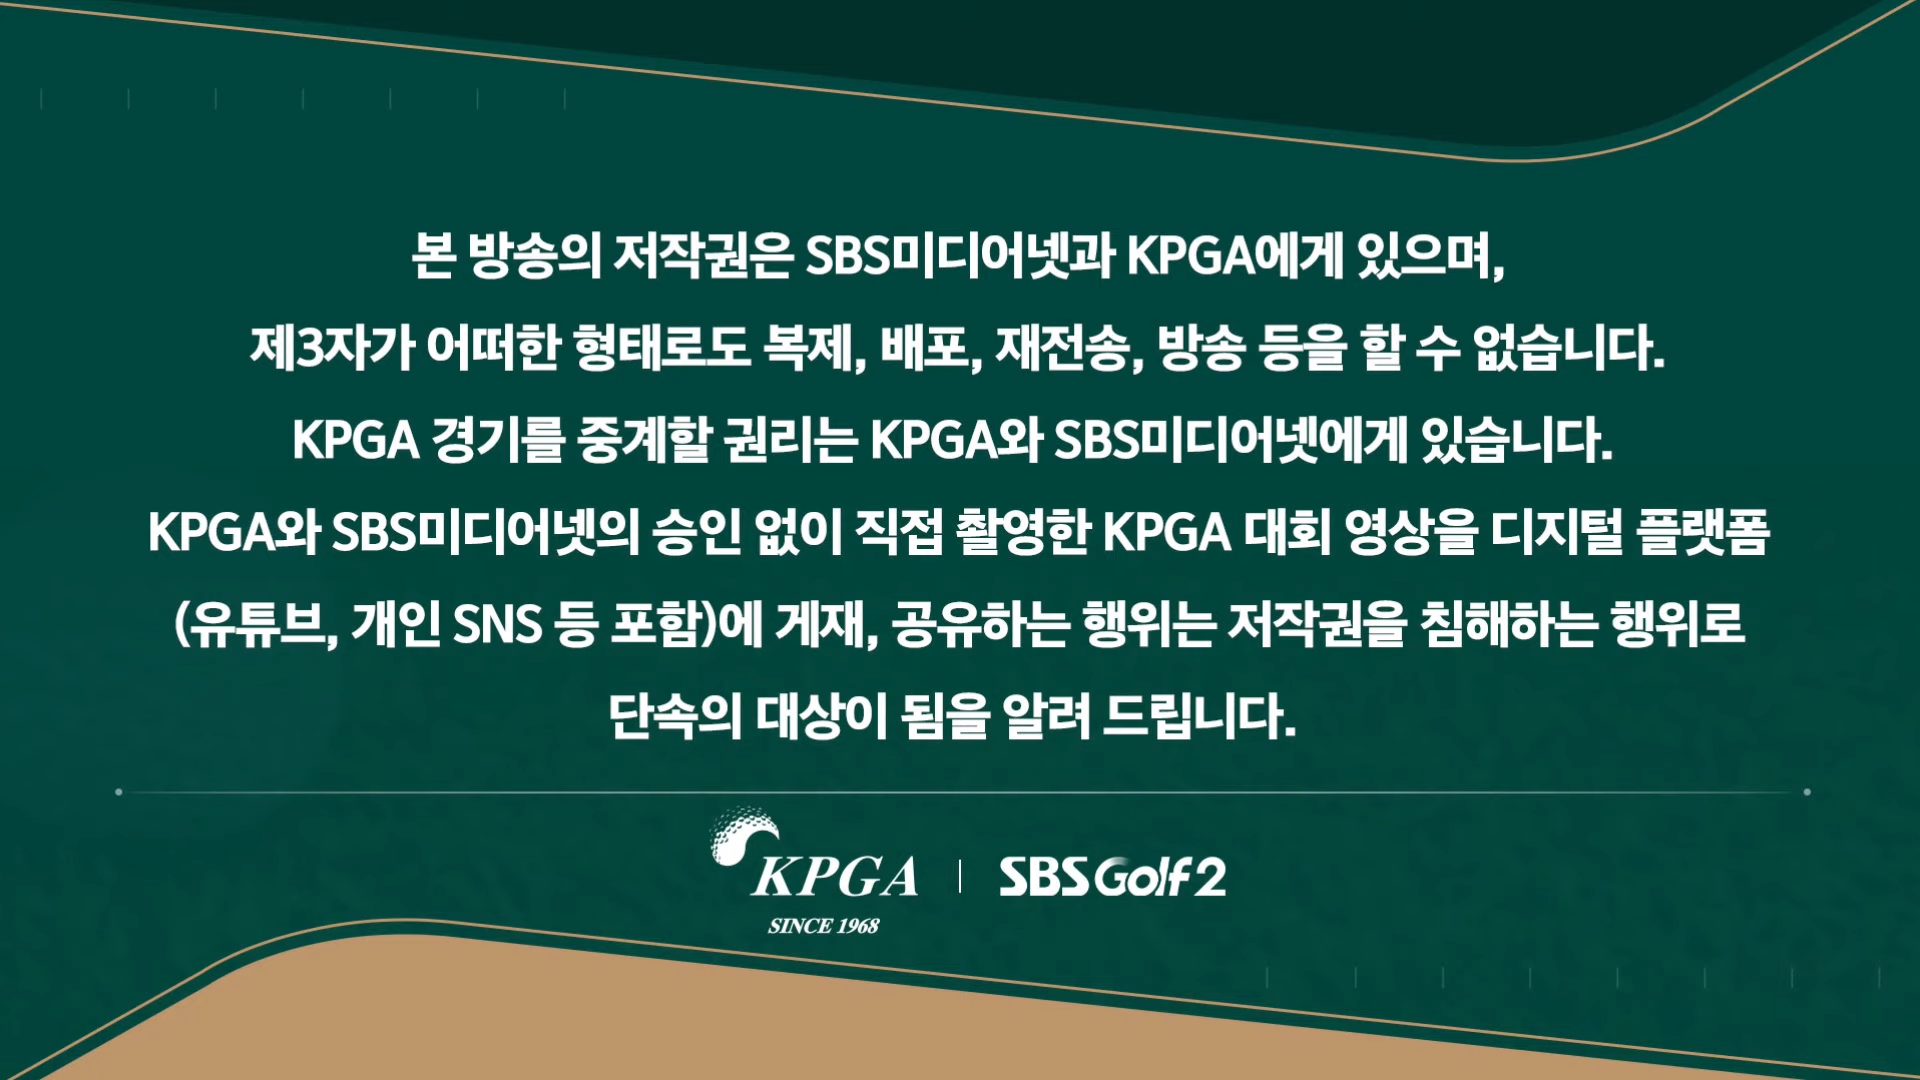 본 방송의 저작권은 SBS미디어넷과 KPGA에게 있으며,
제3자가 어떠한 형태로도 복제, 배포, 재전송, 방송 등을 할 수 없습니다.
KPGA 경기를 중계할 권리는 KPGA와 SBS미디어넷에게 있습니다.
KPGA와 SBS미디어넷의 승인 없이 직접 촬영한 KPGA 대회 영상을 디지털 플랫폼
(유튜브, 개인 SNS 등 포함)에 게재, 공유하는 행위는 저작권을 침해하는 행위로
단속의 대상이 됨을 알려 드립니다.
KPGA | SBS Golf 2
SINCE 1968